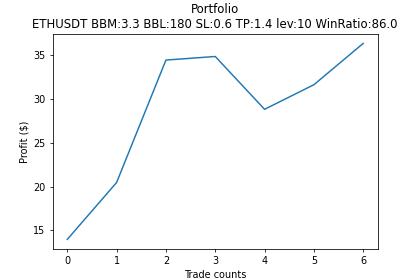 Portfolio
ETHUSDT BBM:3.3 BBL:180 SL:0.6 TP:1.4 lev:10 WinRatio:86.0
35
30
25
20
15
Profit ($)
0 1 2 3 4 5 6
Trade counts